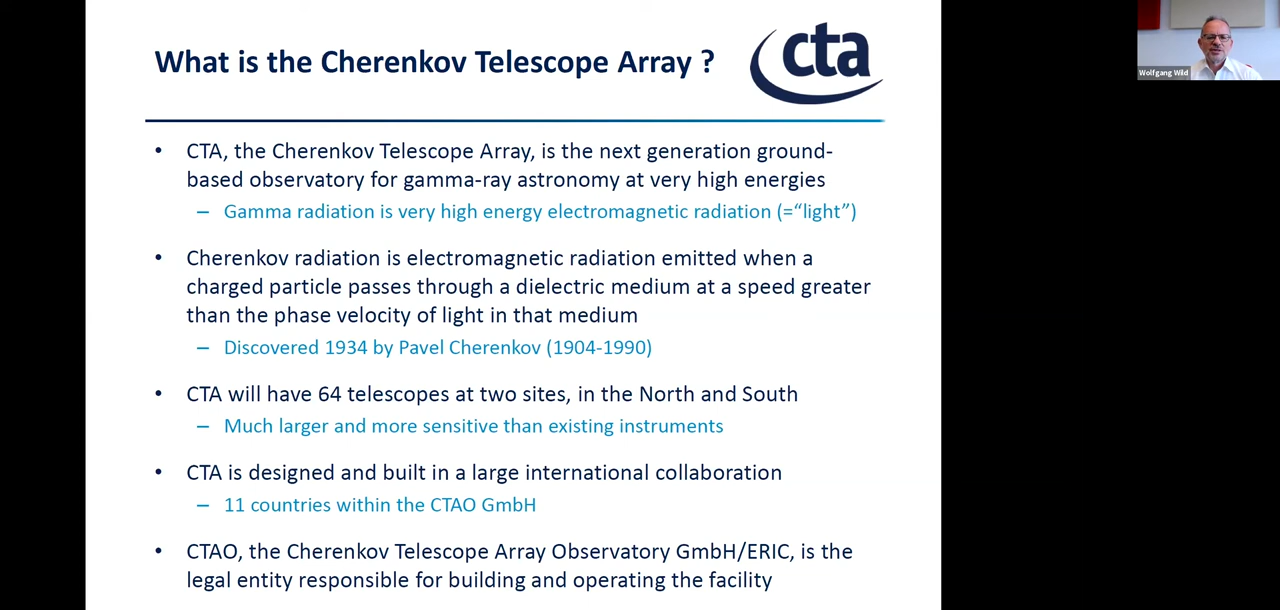 What is the Cherenkov Telescope Array ?
cta
• CTA, the Cherenkov Telescope Array, is the next generation ground-
based observatory for gamma-ray astronomy at very high energies
– Gamma radiation is very high energy electromagnetic radiation (=“light”)
• Cherenkov radiation is electromagnetic radiation emitted when a
charged particle passes through a dielectric medium at a speed greater
than the phase velocity of light in that medium
– Discovered 1934 by Pavel Cherenkov (1904-1990)
• CTA will have 64 telescopes at two sites, in the North and South
– Much larger and more sensitive than existing instruments
• CTA is designed and built in a large international collaboration
– 11 countries within the CTAO GmbH
• CTAO, the Cherenkov Telescope Array Observatory GmbH/ERIC, is the
legal entity responsible for building and operating the facility
Wolfgang Wild